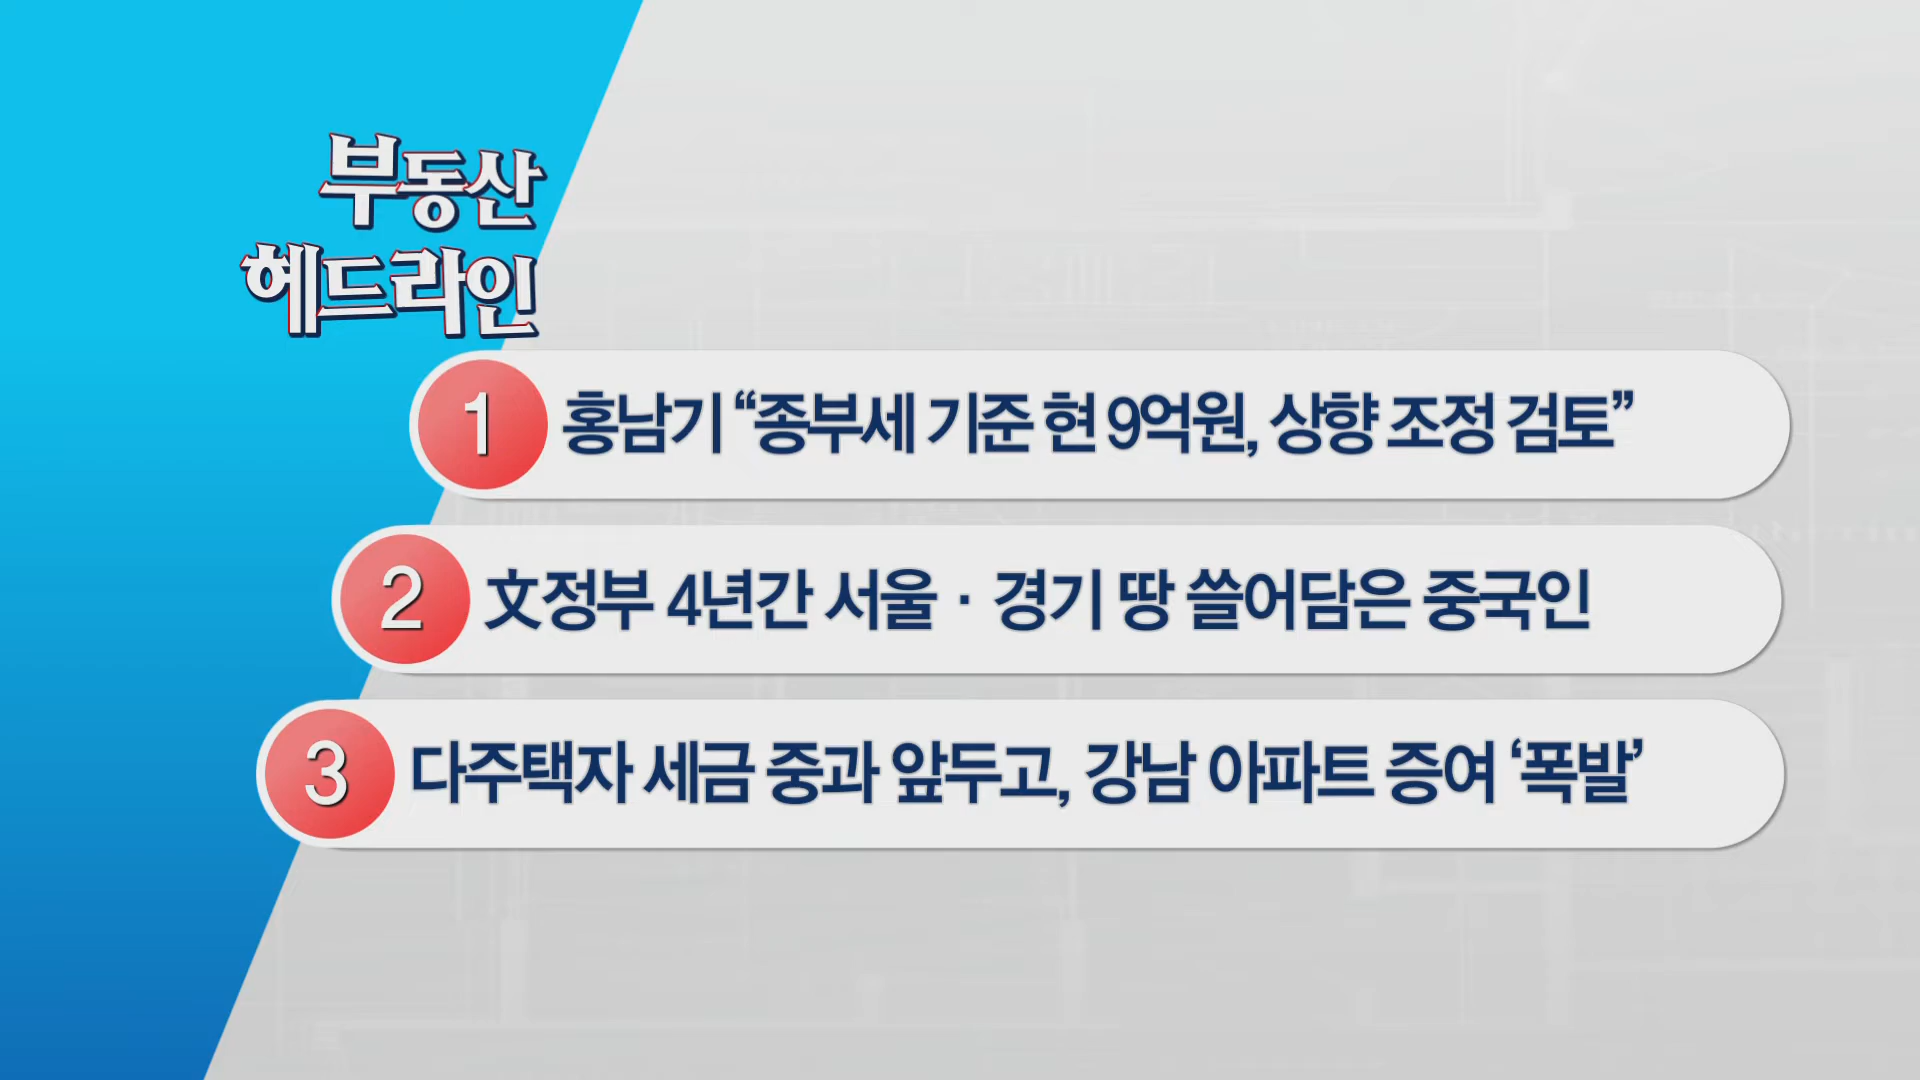 부동산
헤드라인
1 홍남기 “종부세 기준 현 9억원, 상향 조정 검토”
2 文정부 4년간 서울 · 경기 땅 쓸어담은 중국인
3 다주택자 세금 중과 앞두고, 강남 아파트 증여 ‘폭발’